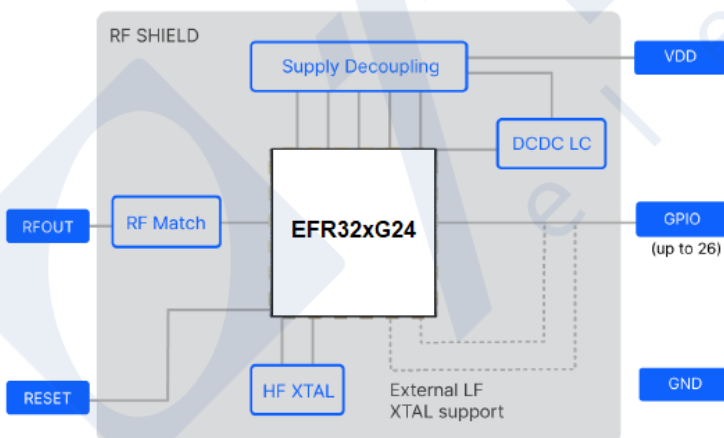 RF SHIELD
Supply Decoupling
VDD
DCDC LC
RFOUT
RF Match
EFR32xG24
GPIO
(up to 26)
RESET
HF XTAL
External LF
XTAL support
GND